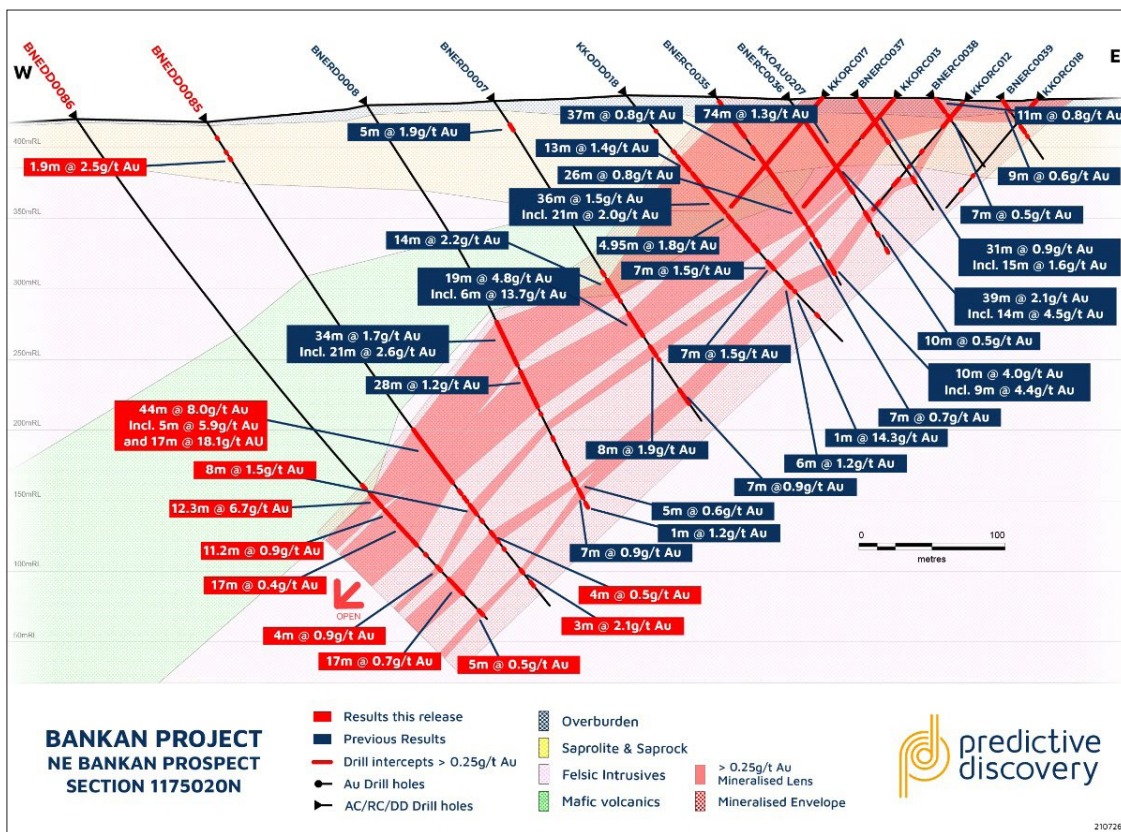 W
E
BNEDD0086
BNEDD0085
BNERD0008
BNERD0007
KKODD018
BNERC0035
BNERC0036
KKOAU0207
KKORC017
BNERC0037
KKORC013
BNERC0038
KKORC012
BNERC0039
KKORC018
400mRL
350mRL
300mRL
250mRL
200mRL
150mRL
100mRL
50mRL
1.9m @ 2.5g/t Au
5m @ 1.9g/t Au
37m @ 0.8g/t Au
74m @ 1.3g/t Au
11m @ 0.8g/t Au
13m @ 1.4g/t Au
26m @ 0.8g/t Au
9m @ 0.6g/t Au
36m @ 1.5g/t Au
Incl. 21m @ 2.0g/t Au
7m @ 0.5g/t Au
14m @ 2.2g/t Au
4.95m @ 1.8g/t Au
31m @ 0.9g/t Au
Incl. 15m @ 1.6g/t Au
7m @ 1.5g/t Au
19m @ 4.8g/t Au
Incl. 6m @ 13.7g/t Au
39m @ 2.1g/t Au
Incl. 14m @ 4.5g/t Au
34m @ 1.7g/t Au
Incl. 21m @ 2.6g/t Au
10m @ 0.5g/t Au
7m @ 1.5g/t Au
28m @ 1.2g/t Au
10m @ 4.0g/t Au
Incl. 9m @ 4.4g/t Au
44m @ 8.0g/t Au
Incl. 5m @ 5.9g/t Au
and 17m @ 18.1g/t AU
7m @ 0.7g/t Au
1m @ 14.3g/t Au
8m @ 1.9g/t Au
6m @ 1.2g/t Au
8m @ 1.5g/t Au
7m @0.9g/t Au
12.3m @ 6.7g/t Au
5m @ 0.6g/t Au
1m @ 1.2g/t Au
11.2m @ 0.9g/t Au
7m @ 0.9g/t Au
17m @ 0.4g/t Au
4m @ 0.5g/t Au
OPEN
3m @ 2.1g/t Au
4m @ 0.9g/t Au
17m @ 0.7g/t Au
5m @ 0.5g/t Au
0
100
metres
BANKAN PROJECT
NE BANKAN PROSPECT
SECTION 1175020N
Results this release
Previous Results
Drill intercepts > 0.25g/t Au
Au Drill holes
AC/RC/DD Drill holes
Overburden
Saprolite & Saprock
Felsic Intrusives
Mafic volcanics
> 0.25g/t Au
Mineralised Lens
Mineralised Envelope
predictive
discovery
210726